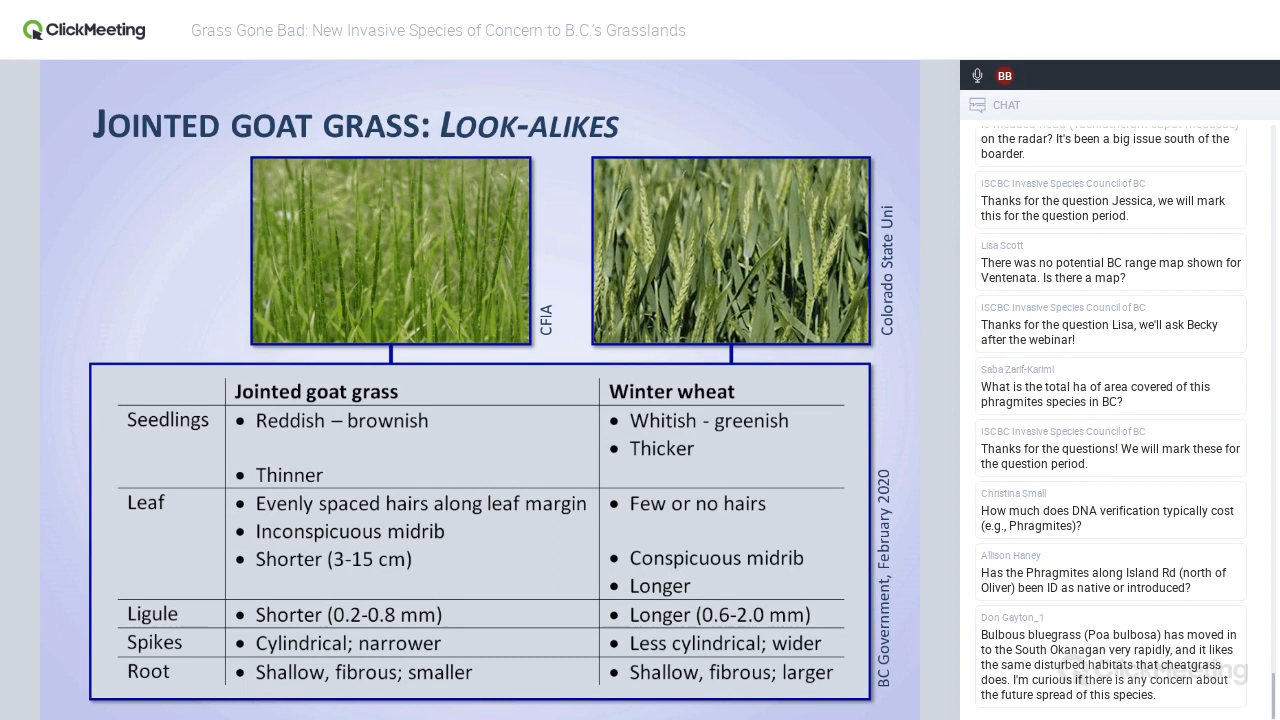 ClickMeeting
Grass Gone Bad: New Invasive Species of Concern to B.C.'s Grasslands
JOINTED GOAT GRASS: LOOK-ALIKES
CFIA
Colorado State Uni
Jointed goat grass
Winter wheat
Seedlings
• Reddish – brownish
• Thinner
• Whitish - greenish
• Thicker
Leaf
• Evenly spaced hairs along leaf margin
• Inconspicuous midrib
• Shorter (3-15 cm)
• Few or no hairs
• Conspicuous midrib
• Longer
Ligule
• Shorter (0.2-0.8 mm)
• Longer (0.6-2.0 mm)
Spikes
• Cylindrical; narrower
• Less cylindrical; wider
Root
• Shallow, fibrous; smaller
• Shallow, fibrous; larger
BC Government, February 2020
BB
CHAT
on the radar? It's been a big issue south of the
boarder.
ISCBC Invasive Species Council of BC
Thanks for the question Jessica, we will mark
this for the question period.
Lisa Scott
There was no potential BC range map shown for
Ventenata. Is there a map?
ISCBC Invasive Species Council of BC
Thanks for the question Lisa, we'll ask Becky
after the webinar!
Saba Zarif-Karimi
What is the total ha of area covered of this
phragmites species in BC?
ISCBC Invasive Species Council of BC
Thanks for the questions! We will mark these for
the question period.
Christina Small
How much does DNA verification typically cost
(e.g., Phragmites)?
Allison Haney
Has the Phragmites along Island Rd (north of
Oliver) been ID as native or introduced?
Don Gayton_1
Bulbous bluegrass (Poa bulbosa) has moved in
to the South Okanagan very rapidly, and it likes
the same disturbed habitats that cheatgrass
does. I'm curious if there is any concern about
the future spread of this species.
ClickMeeting